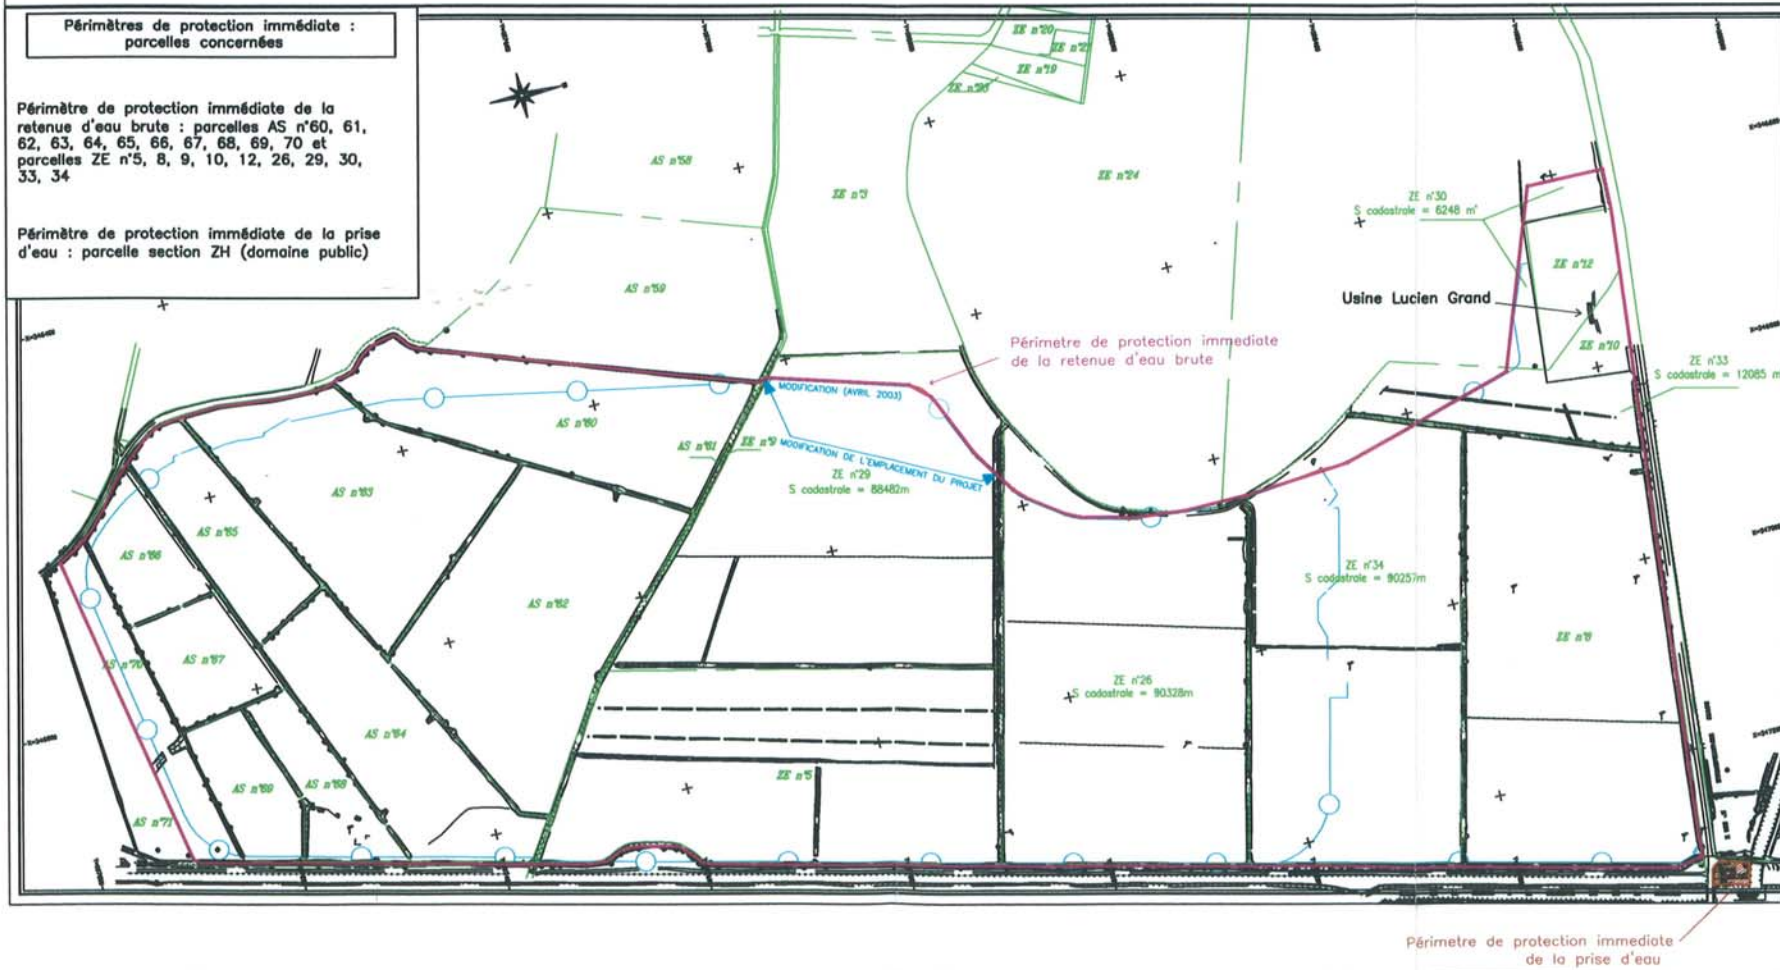 Périmètres de protection immédiate :
parcelles concernées
Périmètre de protection immédiate de la
retenue d'eau brute : parcelles AS n°60, 61,
62, 63, 64, 65, 66, 67, 68, 69, 70 et
parcelles ZE n°5, 8, 9, 10, 12, 26, 29, 30,
33, 34
Périmètre de protection immédiate de la prise
d'eau : parcelle section ZH (domaine public)
ZE n°20
ZE n°2
ZE n°19
AS n°58
ZE n°3
ZE n°24
ZE n°30
S cadastrale = 6248 m²
ZE n°12
AS n°59
Usine Lucien Grand
Périmetre de protection immediate
de la retenue d'eau brute
ZE n°10
ZE n°33
S cadastrale = 12085 m
MODIFICATION (AVRIL 2003)
AS n°60
AS n°61
ZE n°9
MODIFICATION DE L'EMPLACEMENT DU PROJET
ZE n°29
S cadastrale = 88482m
AS n°63
AS n°65
AS n°66
ZE n°34
S cadastrale = 90257m
AS n°62
ZE n°8
AS n°70
AS n°67
ZE n°26
S cadastrale = 90328m
AS n°64
ZE n°5
AS n°69
AS n°68
AS n°71
Périmetre de protection immediate
de la prise d'eau